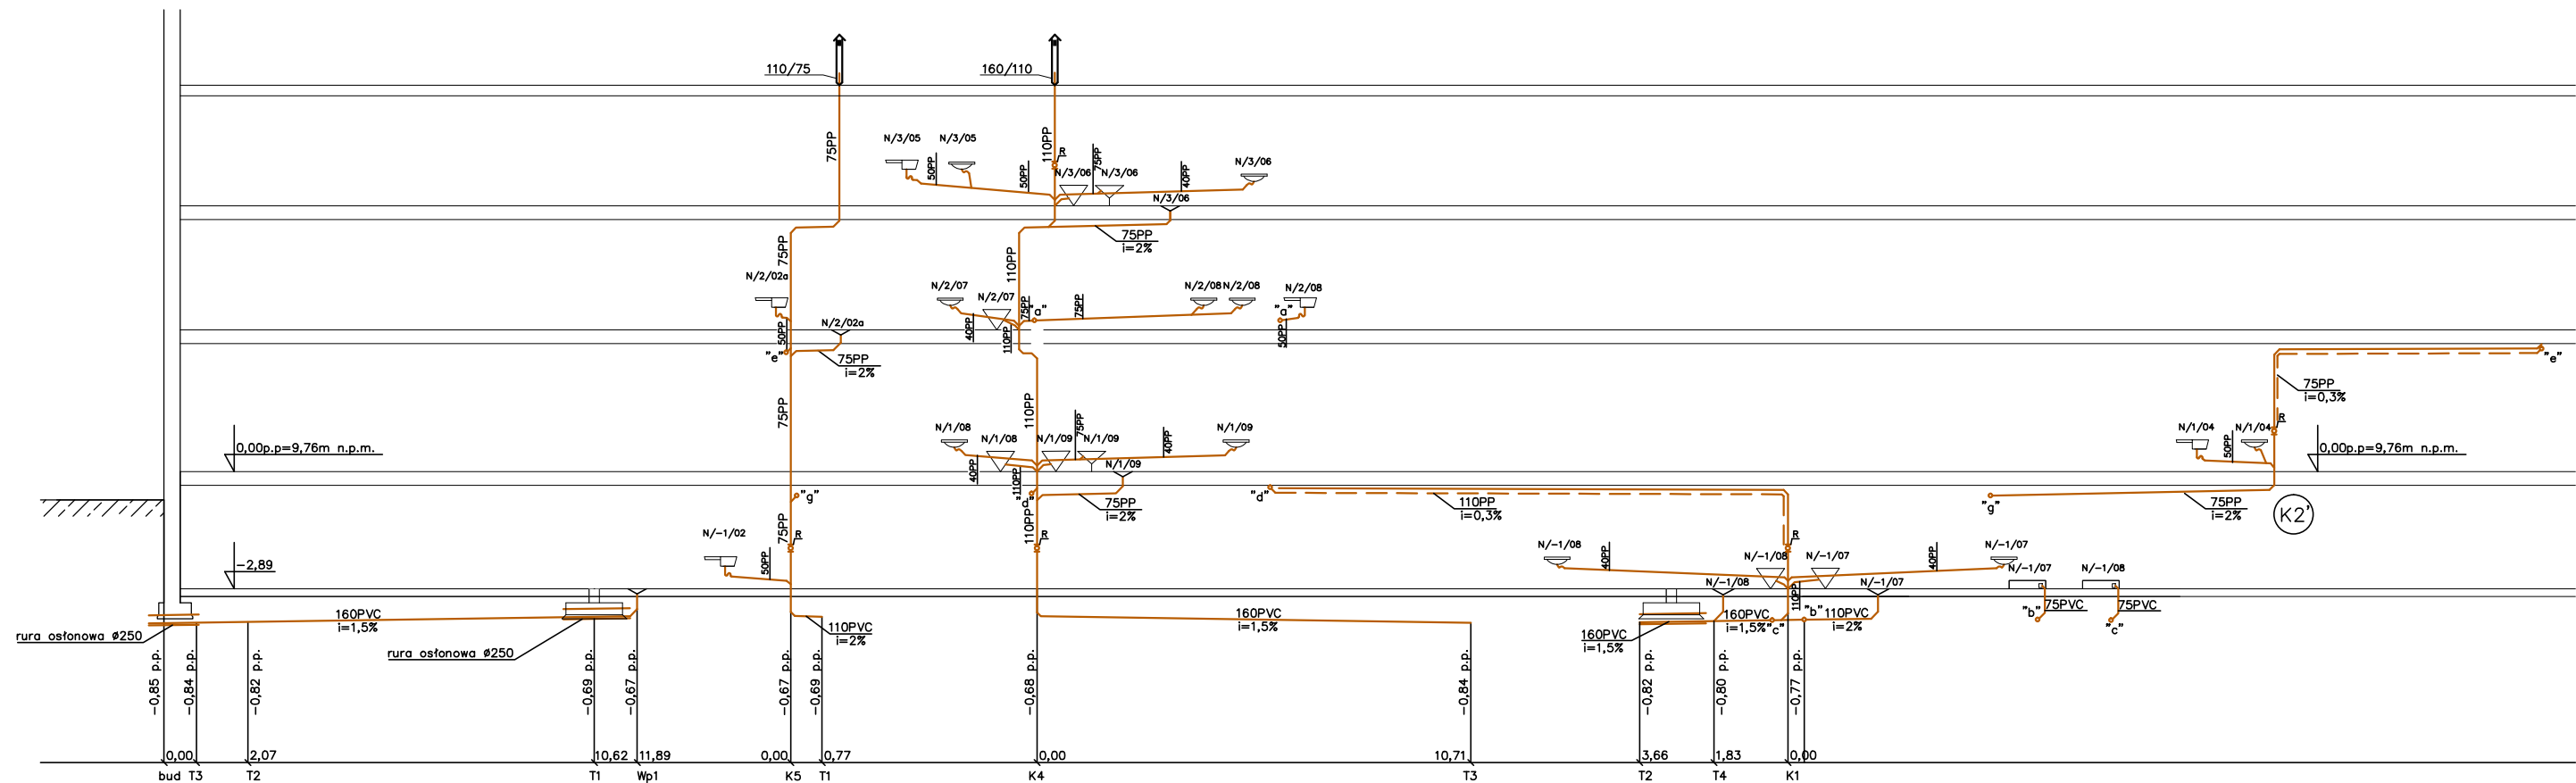 110/75
160/110
75PP
110PP
R
N/3/05
N/3/05
50PP
50PP
75PP
N/3/06
N/3/06
40PP
N/3/06
N/3/06
75PP
i=2%
75PP
110PP
N/2/02a
50PP
"e"
N/2/02a
75PP
i=2%
N/2/07
N/2/07
40PP
110PP
75PP
"a"
75PP
N/2/08
N/2/08
"a"
N/2/08
50PP
"e"
75PP
i=0,3%
R
75PP
110PP
0,00p.p=9,76m n.p.m.
N/1/08
N/1/08
40PP
110PP
N/1/09
75PP
N/1/09
40PP
N/1/09
N/1/09
75PP
i=2%
N/1/04
50PP
N/1/04
0,00p.p=9,76m n.p.m.
"g"
"d"
"d"
110PP
i=0,3%
"g"
75PP
i=2%
K2'
75PP
R
110PP
R
R
-2,89
N/-1/02
50PP
N/-1/08
40PP
N/-1/08
N/-1/07
N/-1/08
110PP
40PP
N/-1/07
N/-1/07
N/-1/07
N/-1/08
160PVC
i=1,5%
rura osłonowa ø250
rura osłonowa ø250
110PVC
i=2%
160PVC
i=1,5%
160PVC
i=1,5%
160PVC
i=1,5%
"c"
"b"
110PVC
i=2%
"b"
75PVC
"c"
75PVC
-0,85 p.p.
-0,84 p.p.
-0,82 p.p.
-0,69 p.p.
-0,67 p.p.
-0,67 p.p.
-0,69 p.p.
-0,68 p.p.
-0,84 p.p.
-0,82 p.p.
-0,80 p.p.
-0,77 p.p.
0,00
2,07
10,62
11,89
0,00
0,77
0,00
10,71
3,66
1,83
0,00
bud
T3
T2
T1
Wp1
K5
T1
K4
T3
T2
T4
K1